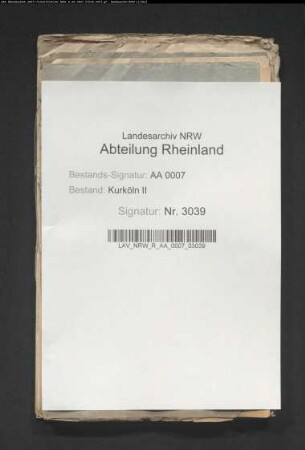 Landesarchiv NRW
Abteilung Rheinland
Bestands-Signatur: AA 0007
Bestand: Kurköln II
Signatur: Nr. 3039
LAV_NRW_R_AA_0007_03039